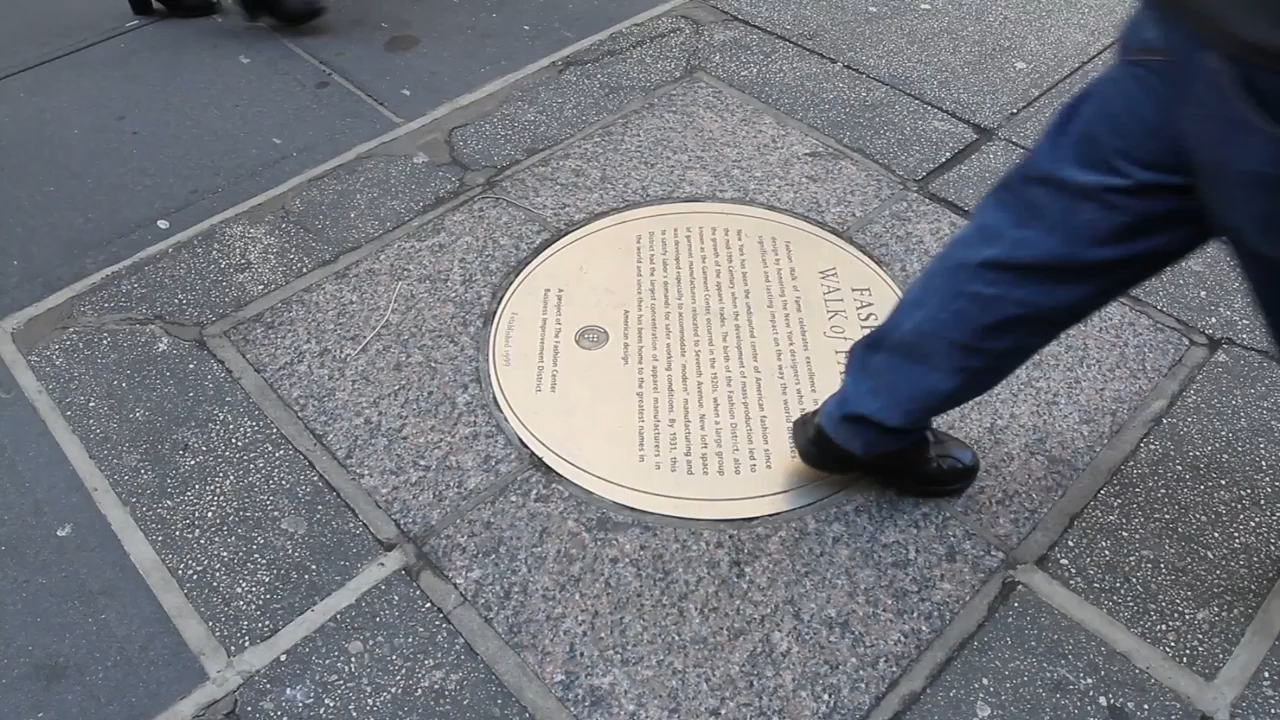 FASH
WALK of FA
Fashion Walk of Fame celebrates excellence in
design by honoring the New York designers who h
significant and lasting impact on the way the world dresses.
New York has been the undisputed center of American fashion since
the mid-19th Century when the development of mass-production led to
the growth of the apparel trades. The birth of the Fashion District, also
known as the Garment Center, occurred in the 1920s, when a large group
of garment manufacturers relocated to Seventh Avenue. New loft space
was developed especially to accommodate "modern" manufacturing and
to satisfy labor's demands for safer working conditions. By 1931, this
District had the largest concentration of apparel manufacturers in
the world and since then has been home to the greatest names in
American design.
A project of The Fashion Center
Business Improvement District.
Established 1999